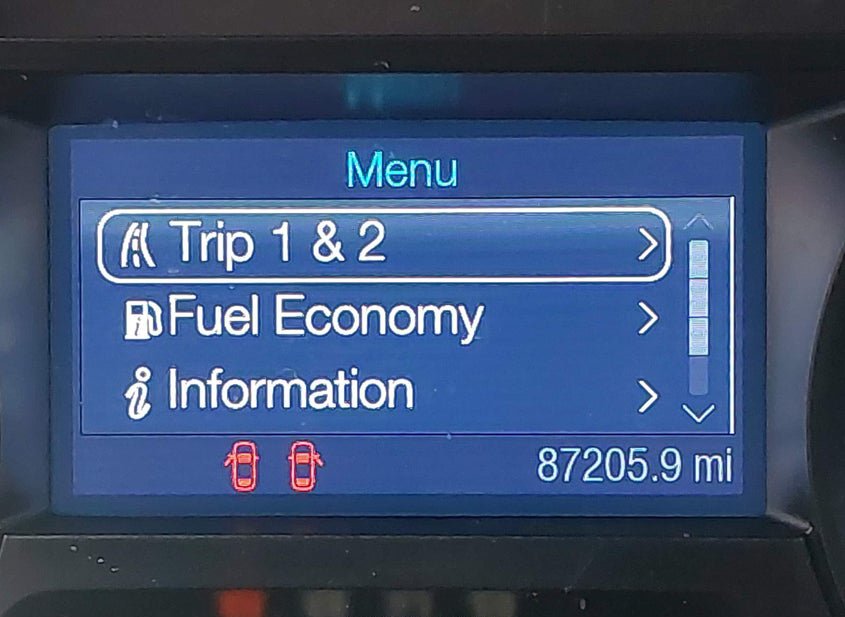 Menu
Trip 1 & 2
Fuel Economy
Information
87205.9 mi